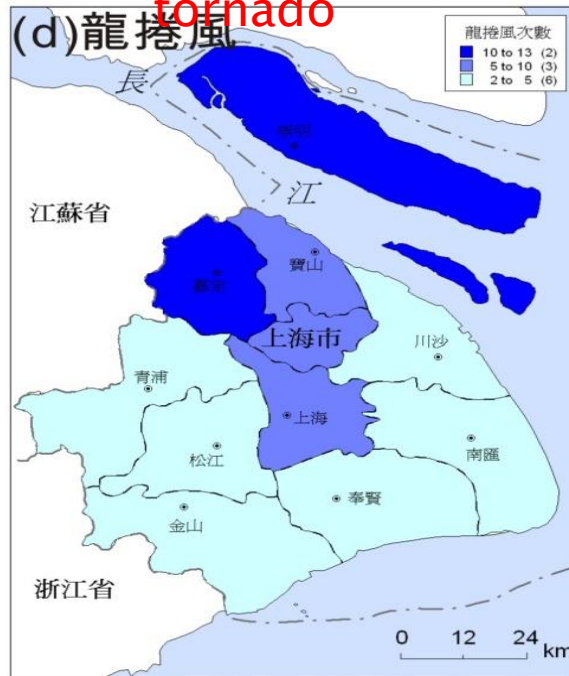 tornado
(d)龍捲風
龍捲風次數
10 to 13 (2)
5 to 10 (3)
2 to 5 (6)
長
江
江蘇省
寶山
嘉定
上海市
川沙
青浦
上海
南匯
松江
奉賢
金山
浙江省
0 12 24 km